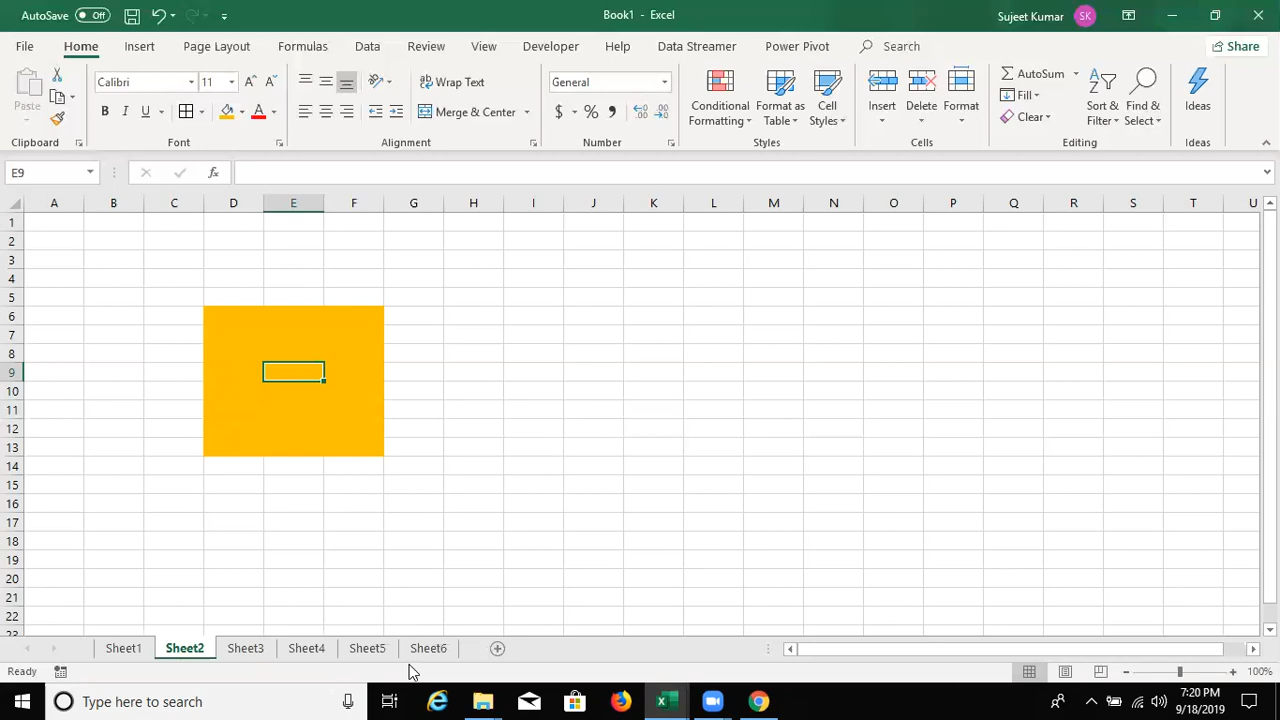 AutoSave Off Book1 - Excel Sujeet Kumar SK
File Home Insert Page Layout Formulas Data Review View Developer Help Data Streamer Power Pivot Search Share
Paste Calibri 11 Wrap Text General Conditional Formatting Format as Table Cell Styles Insert Delete Format AutoSum Fill Clear Sort & Filter Find & Select Ideas
B I U A Merge & Center $ % ,
Clipboard Font Alignment Number Styles Cells Editing Ideas
E9 fx
A B C D E F G H I J K L M N O P Q R S T U
1
2
3
4
5
6
7
8
9
10
11
12
13
14
15
16
17
18
19
20
21
22
23
Sheet1 Sheet2 Sheet3 Sheet4 Sheet5 Sheet6
Ready 100%
Type here to search 7:20 PM
9/18/2019